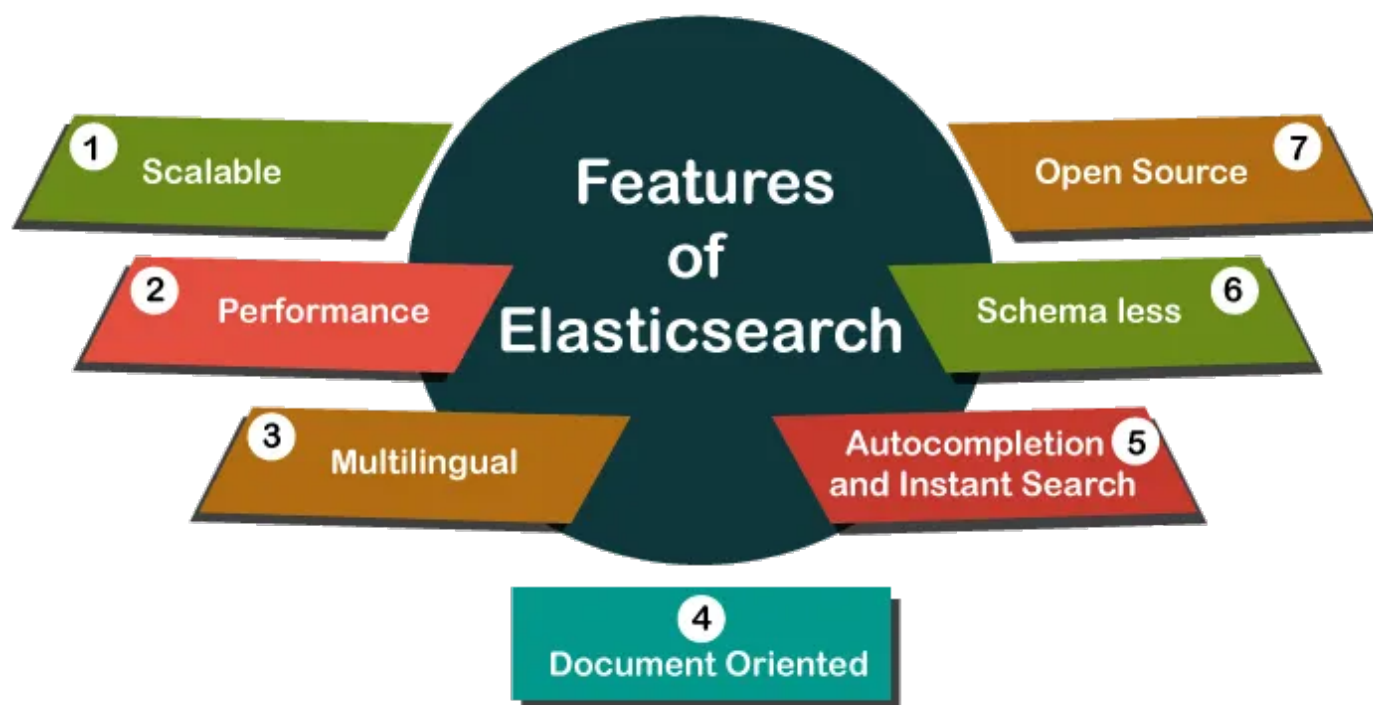 Features
of
Elasticsearch
1
Scalable
2
Performance
3
Multilingual
4
Document Oriented
5
Autocompletion
and Instant Search
6
Schema less
7
Open Source